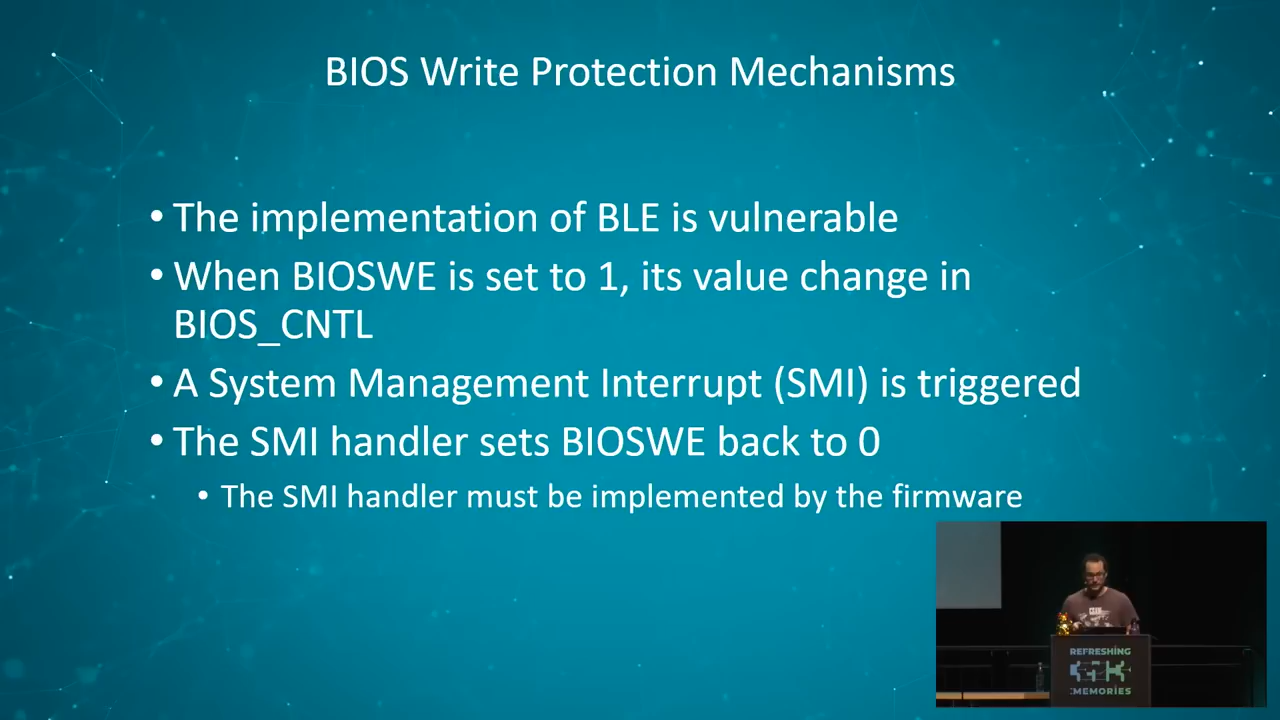 BIOS Write Protection Mechanisms
• The implementation of BLE is vulnerable
• When BIOSWE is set to 1, its value change in
BIOS_CNTL
• A System Management Interrupt (SMI) is triggered
• The SMI handler sets BIOSWE back to 0
• The SMI handler must be implemented by the firmware
REFRESHING
MEMORIES